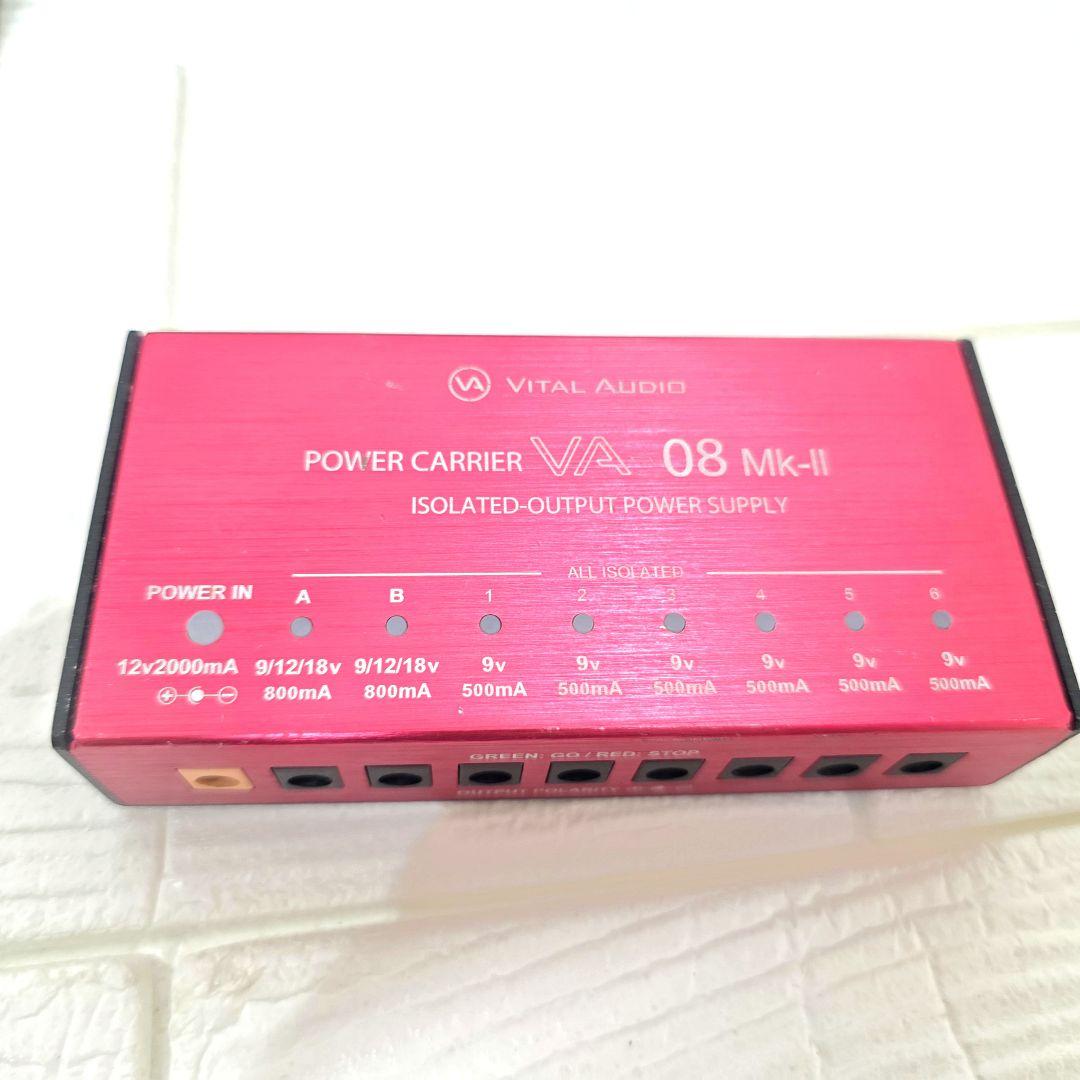 VA VITAL AUDIO
POWER CARRIER VA 08 Mk-II
ISOLATED-OUTPUT POWER SUPPLY
ALL ISOLATED
POWER IN A B 1 2 3 4 5 6
12v2000mA 9/12/18v 9/12/18v 9v 9v 9v 9v 9v 9v
800mA 800mA 500mA 500mA 500mA 500mA 500mA 500mA
GREEN: GO / RED: STOP
OUTPUT POLARITY